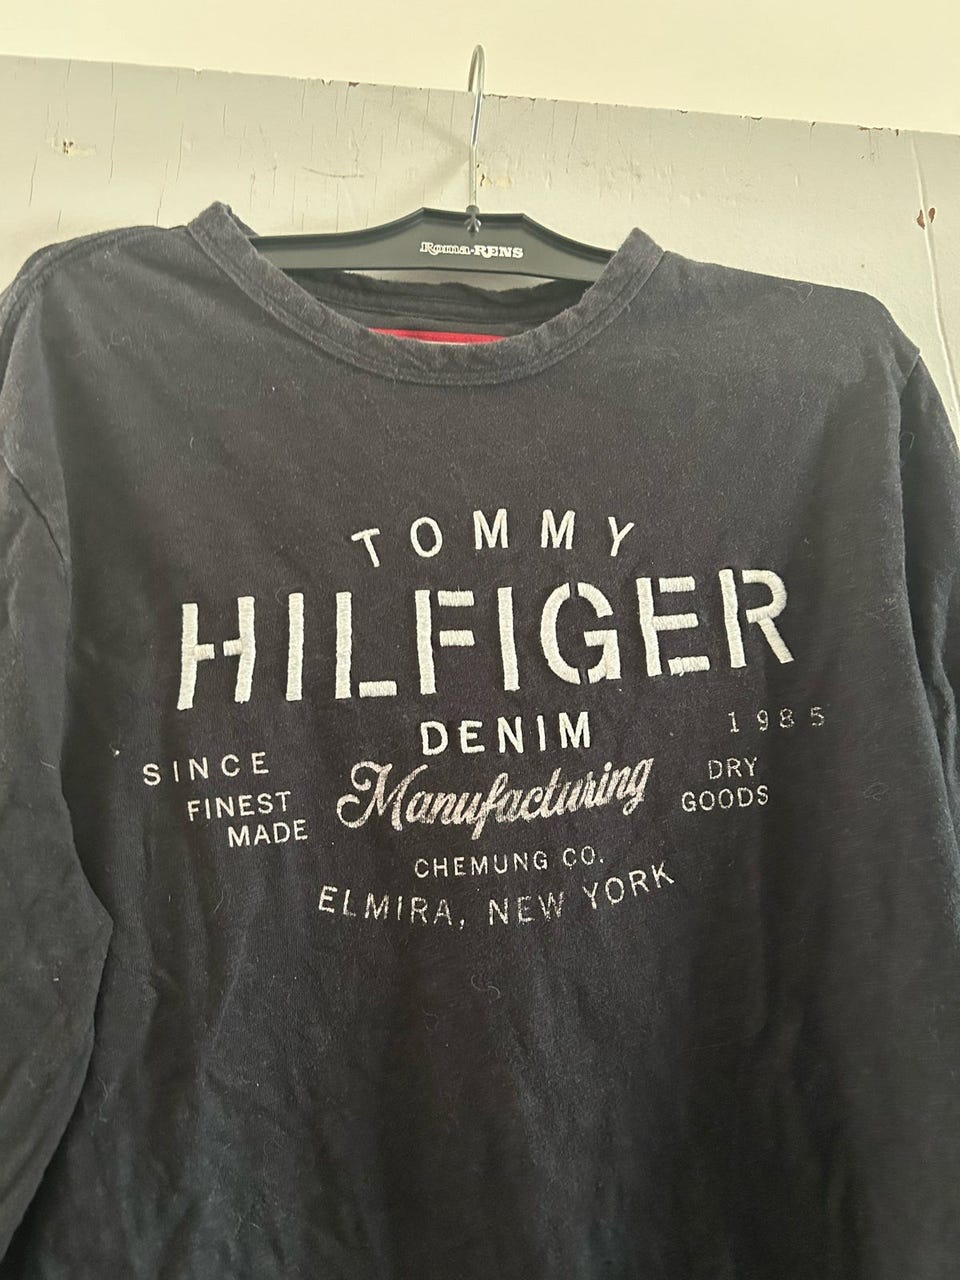 Roma-RENS
TOMMY
HILFIGER
DENIM
SINCE 1985
FINEST
MADE
Manufacturing
DRY
GOODS
CHEMUNG CO.
ELMIRA, NEW YORK